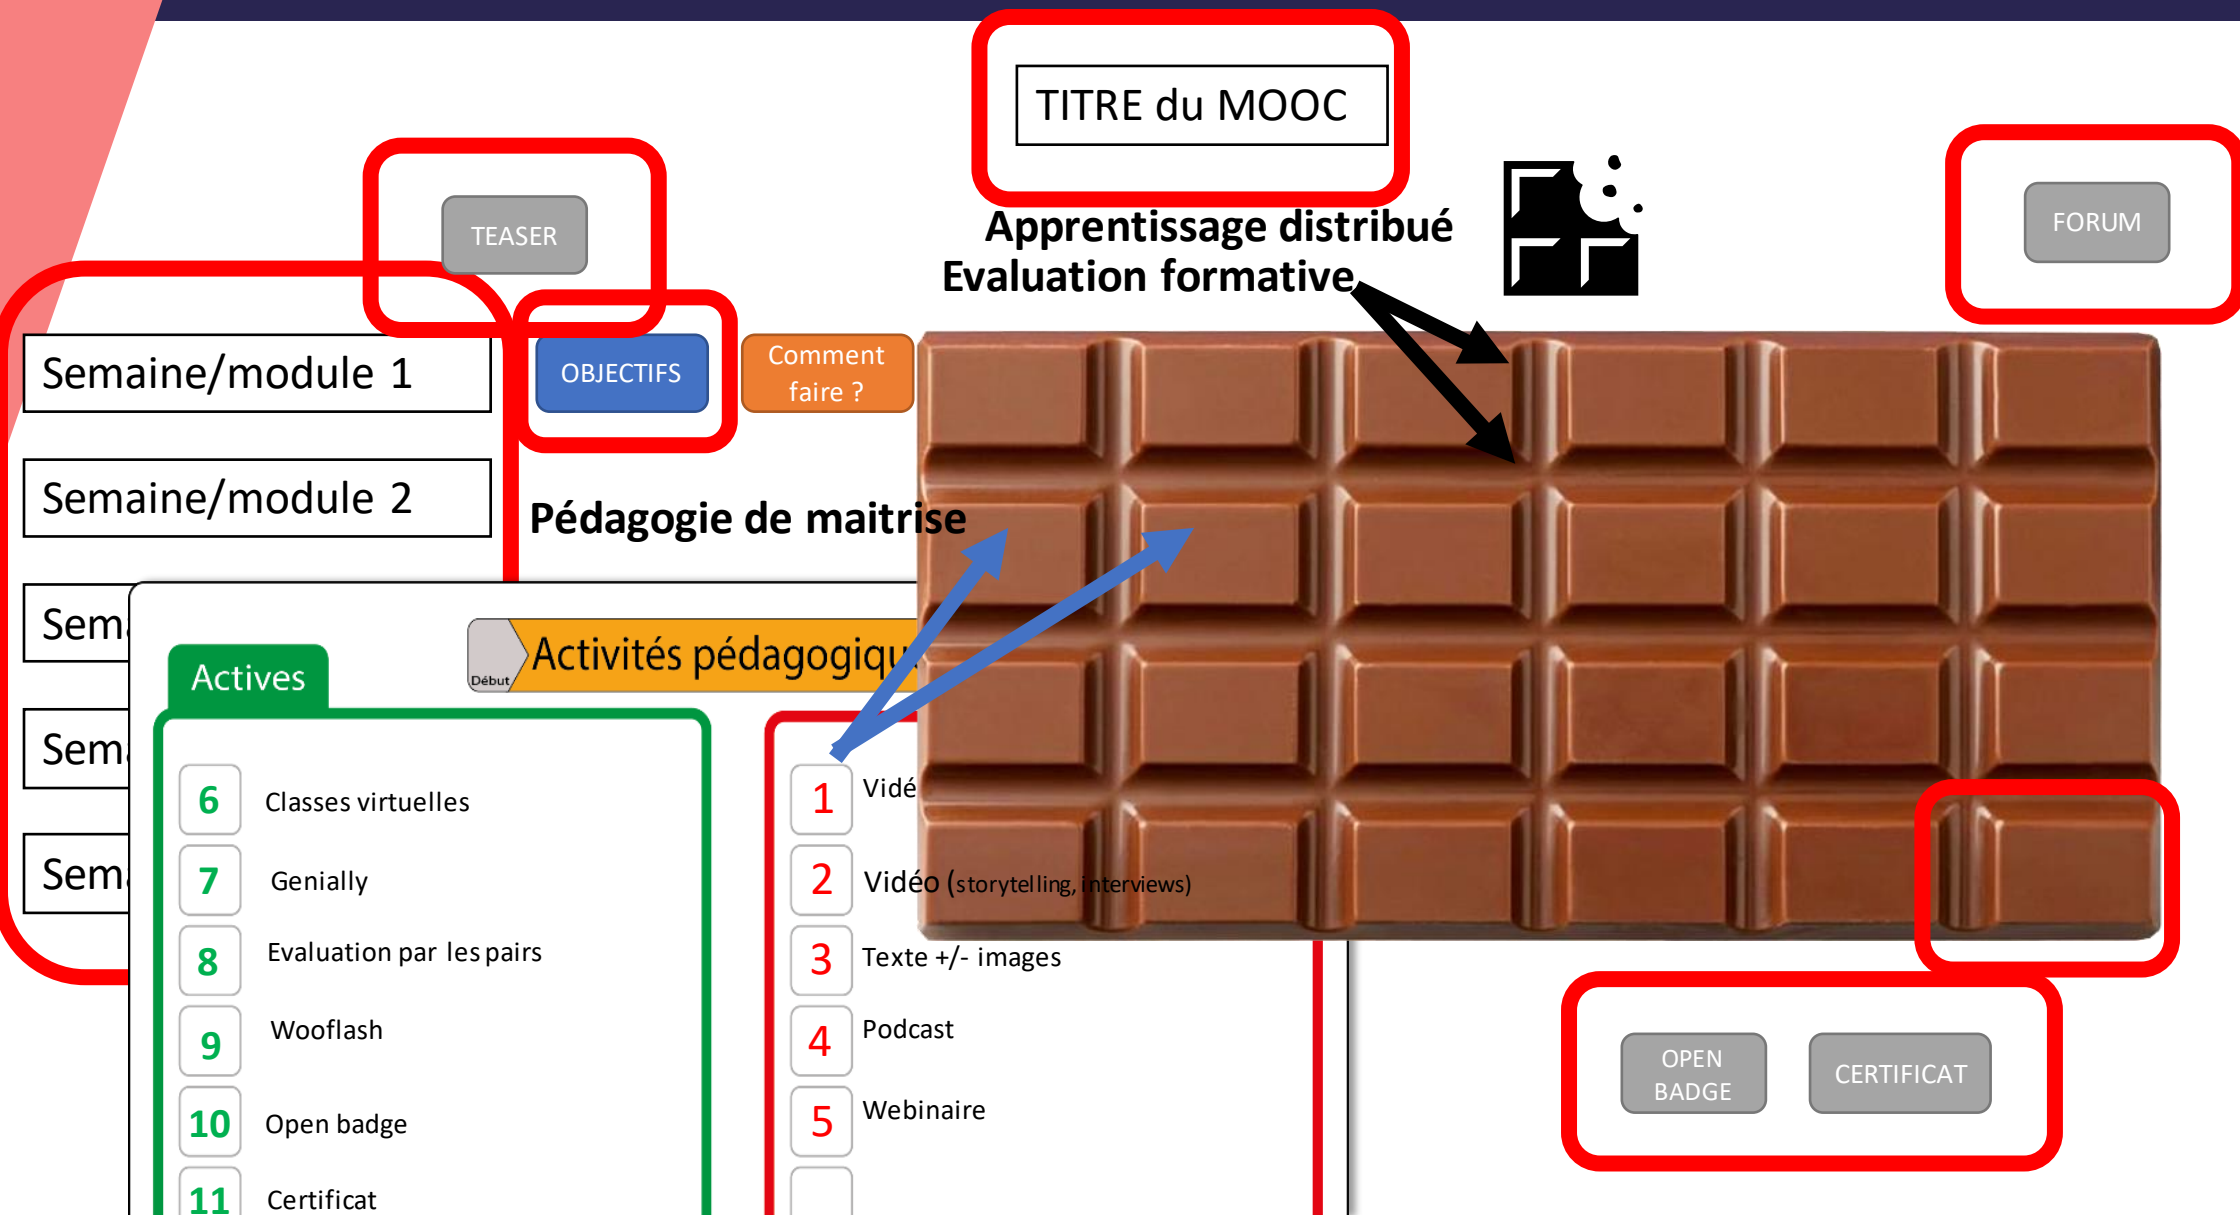 TITRE du MOOC
TEASER
FORUM
Apprentissage distribué
Evaluation formative
Semaine/module 1
OBJECTIFS
Comment
faire ?
Semaine/module 2
Pédagogie de maitrise
Sem
Sem
Sem
Début
Activités pédagogiqu
Actives
6 Classes virtuelles
7 Genially
8 Evaluation par les pairs
9 Wooflash
10 Open badge
11 Certificat
1 Vidé
2 Vidéo (storytelling, interviews)
3 Texte +/- images
4 Podcast
5 Webinaire
OPEN
BADGE
CERTIFICAT